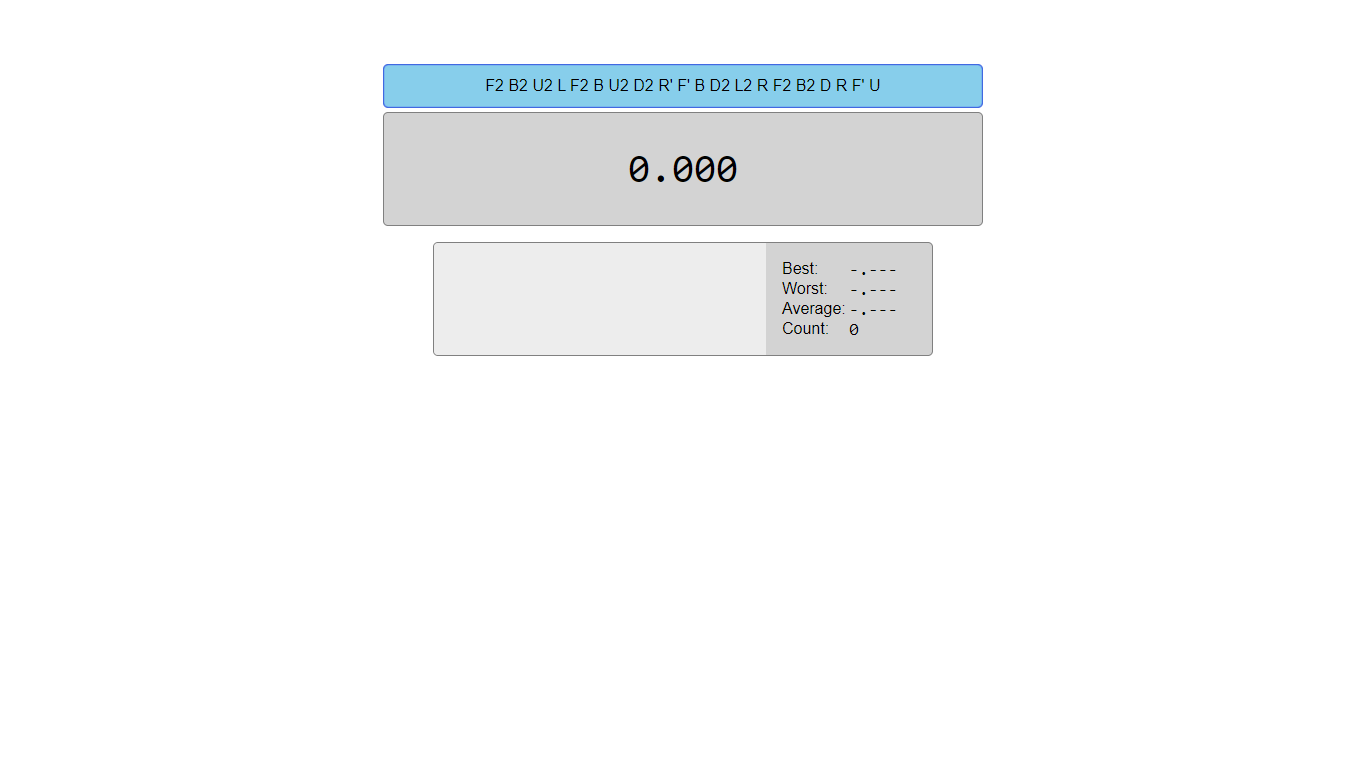 F2 B2 U2 L F2 B U2 D2 R' F' B D2 L2 R F2 B2 D R F' U
0.000
Best: -.---
Worst: -.---
Average: -.---
Count: 0